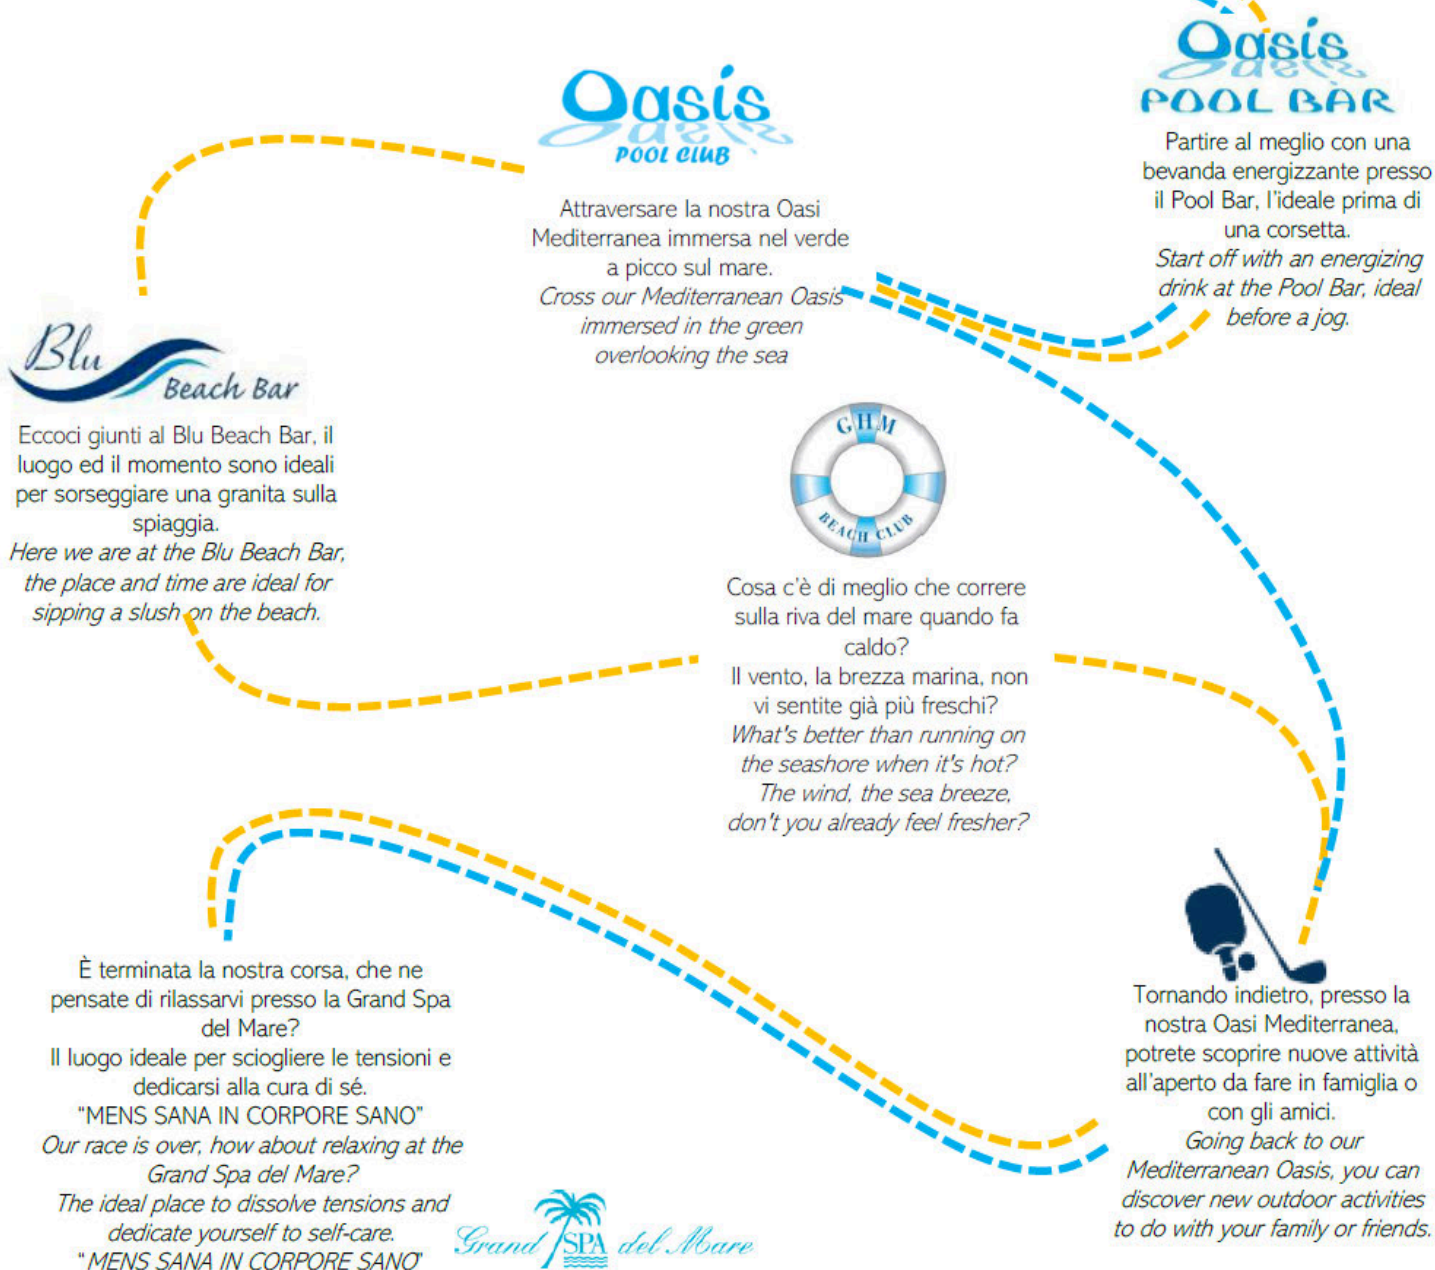 Oasis
POOL BAR
Partire al meglio con una
bevanda energizzante presso
il Pool Bar, l'ideale prima di
una corsetta.
Start off with an energizing
drink at the Pool Bar, ideal
before a jog.
Oasis
POOL CLUB
Attraversare la nostra Oasi
Mediterranea immersa nel verde
a picco sul mare.
Cross our Mediterranean Oasis
immersed in the green
overlooking the sea
Blu
Beach Bar
Eccoci giunti al Blu Beach Bar, il
luogo ed il momento sono ideali
per sorseggiare una granita sulla
spiaggia.
Here we are at the Blu Beach Bar,
the place and time are ideal for
sipping a slush on the beach.
GHM
BEACH CLUB
Cosa c'è di meglio che correre
sulla riva del mare quando fa
caldo?
Il vento, la brezza marina, non
vi sentite già più freschi?
What's better than running on
the seashore when it's hot?
The wind, the sea breeze,
don't you already feel fresher?
Tornando indietro, presso la
nostra Oasi Mediterranea,
potrete scoprire nuove attività
all'aperto da fare in famiglia o
con gli amici.
Going back to our
Mediterranean Oasis, you can
discover new outdoor activities
to do with your family or friends.
È terminata la nostra corsa, che ne
pensate di rilassarvi presso la Grand Spa
del Mare?
Il luogo ideale per sciogliere le tensioni e
dedicarsi alla cura di sé.
"MENS SANA IN CORPORE SANO"
Our race is over, how about relaxing at the
Grand Spa del Mare?
The ideal place to dissolve tensions and
dedicate yourself to self-care.
"MENS SANA IN CORPORE SANO"
Grand SPA del Mare